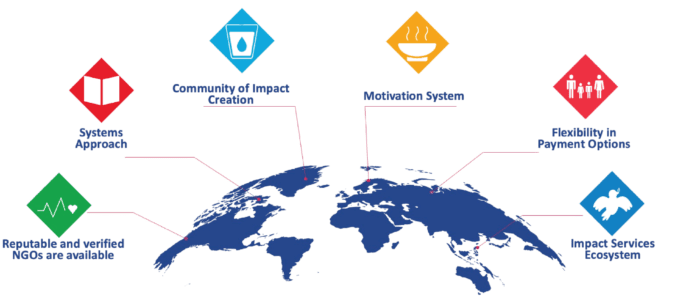 Community of Impact
Creation
Motivation System
Systems
Approach
Flexibility in
Payment Options
Reputable and verified
NGOs are available
Impact Services
Ecosystem